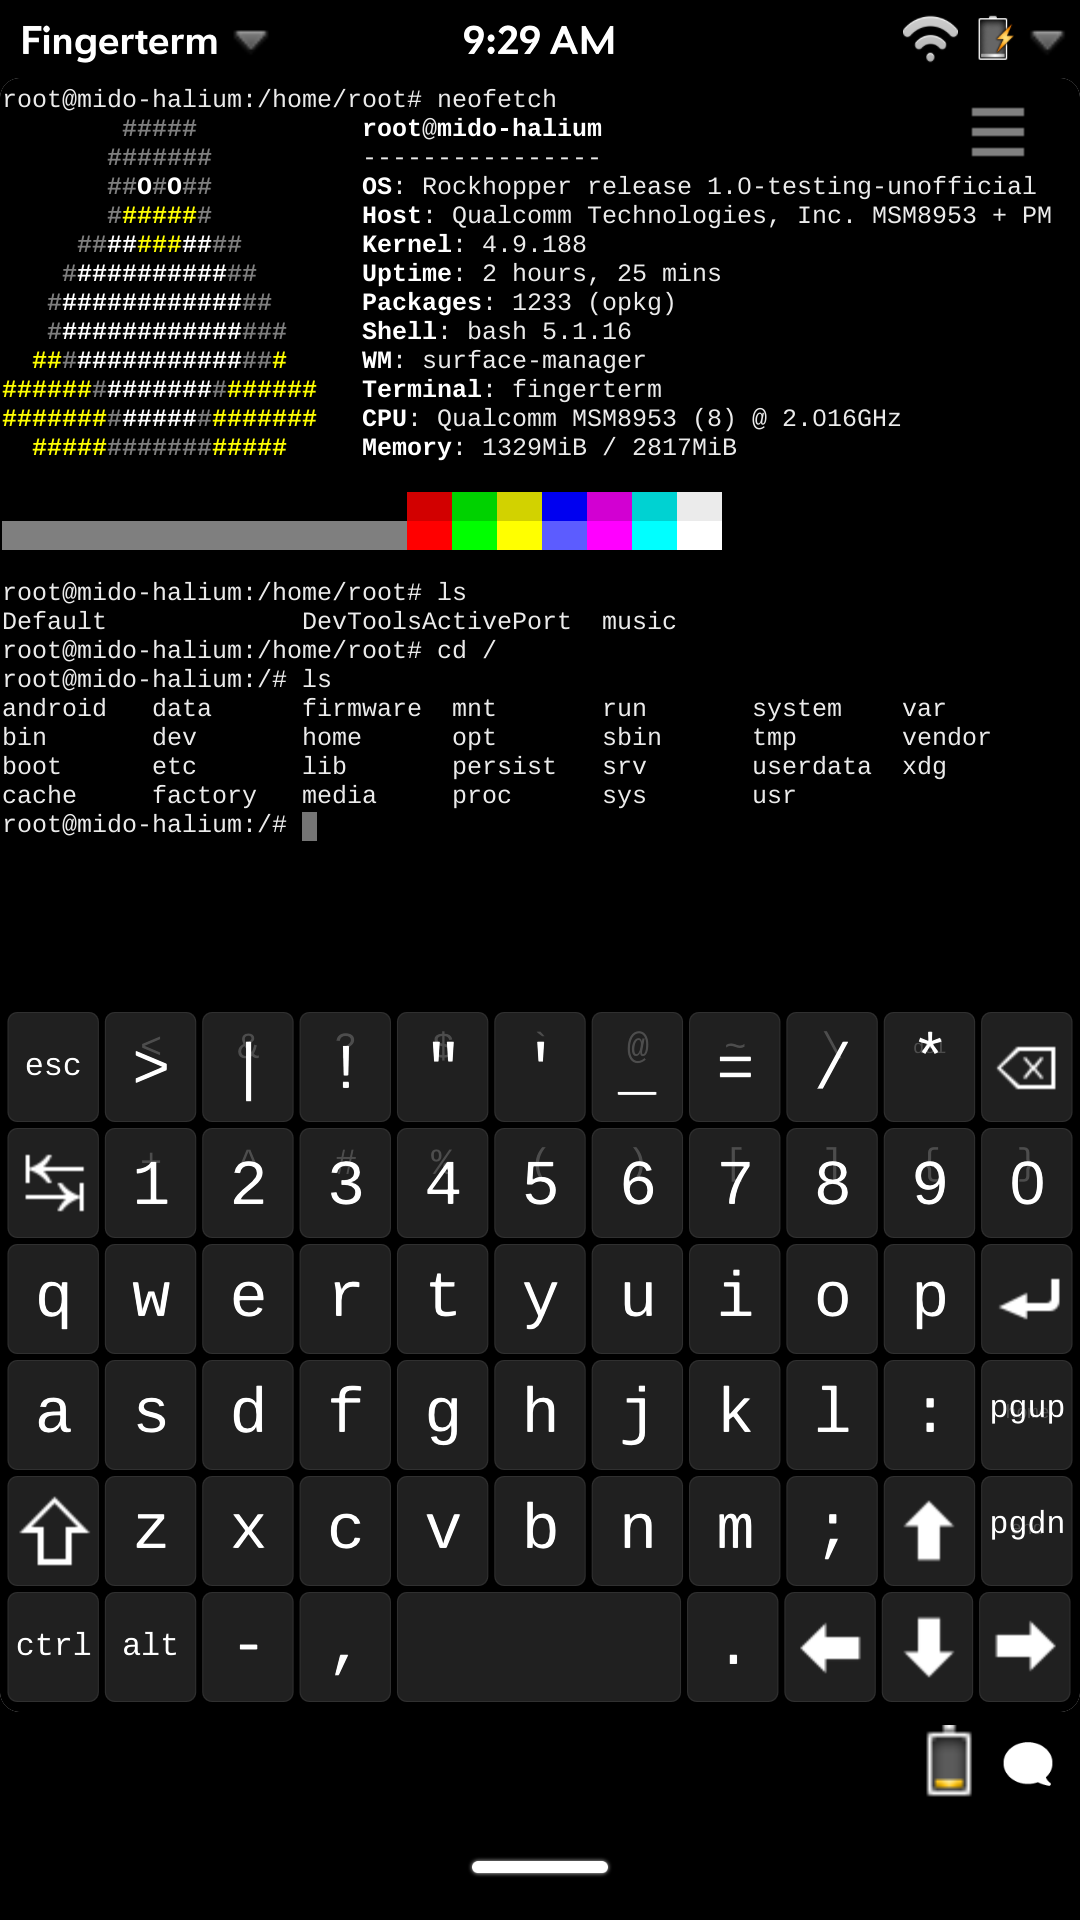 Fingerterm 9:29 AM
root@mido-halium:/home/root# neofetch
#####              root@mido-halium
#######            ----------------
##O#O##            OS: Rockhopper release 1.0-testing-unofficial
#######            Host: Qualcomm Technologies, Inc. MSM8953 + PM
###########        Kernel: 4.9.188
#############      Uptime: 2 hours, 25 mins
###############    Packages: 1233 (opkg)
################   Shell: bash 5.1.16
#################  WM: surface-manager
#####################  Terminal: fingerterm
#####################  CPU: Qualcomm MSM8953 (8) @ 2.016GHz
#################  Memory: 1329MiB / 2817MiB
root@mido-halium:/home/root# ls
Default             DevToolsActivePort  music
root@mido-halium:/home/root# cd /
root@mido-halium:/# ls
android   data      firmware  mnt       run       system    var
bin       dev       home      opt       sbin      tmp       vendor
boot      etc       lib       persist   srv       userdata  xdg
cache     factory   media     proc      sys       usr
root@mido-halium:/#
< & ? $ ` @ ~ \
esc > | ! " ' _ = / *
+ ^ # % ( ) [ ] { }
1 2 3 4 5 6 7 8 9 0
q w e r t y u i o p
a s d f g h j k l : pgup
z x c v b n m ; pgdn
ctrl alt - , .